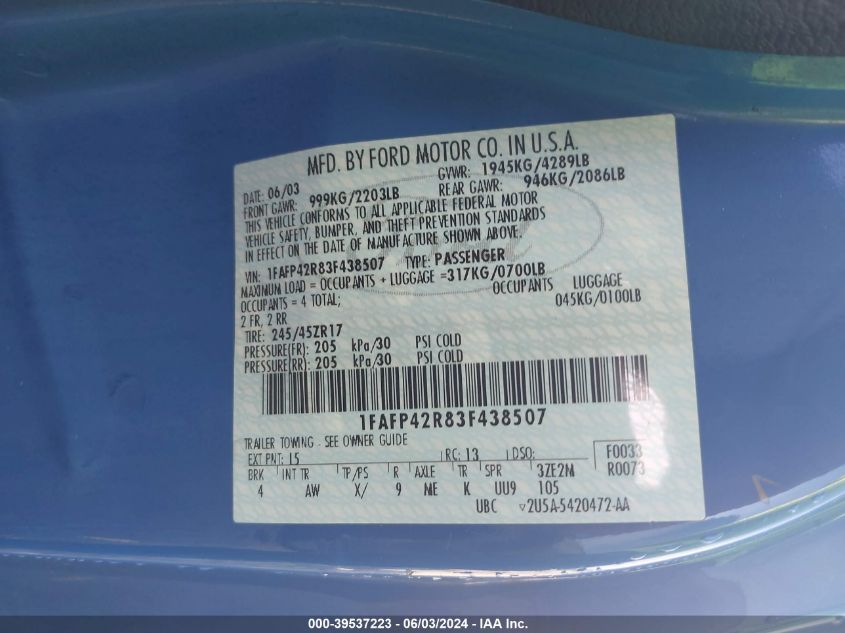 MFD. BY FORD MOTOR CO. IN U.S.A.
DATE: 06/03 GVWR: 1945KG/4289LB
FRONT GAWR: 999KG/2203LB REAR GAWR: 946KG/2086LB
THIS VEHICLE CONFORMS TO ALL APPLICABLE FEDERAL MOTOR
VEHICLE SAFETY, BUMPER, AND THEFT PREVENTION STANDARDS
IN EFFECT ON THE DATE OF MANUFACTURE SHOWN ABOVE.
VIN: 1FAFP42R83F438507 TYPE: PASSENGER
MAXIMUM LOAD = OCCUPANTS + LUGGAGE =317KG/0700LB
OCCUPANTS = 4 TOTAL; OCCUPANTS LUGGAGE
2 FR, 2 RR 045KG/0100LB
TIRE: 245/45ZR17
PRESSURE(FR): 205 kPa/30 PSI COLD
PRESSURE(RR): 205 kPa/30 PSI COLD
1FAFP42R83F438507
TRAILER TOWING - SEE OWNER GUIDE
EXT PNT: 15 RC: 13 DSO: F0033
BRK INT TR TP/PS R AXLE TR SPR 3ZE2M R0073
4 AW X/ 9 ME K UU9 105
UBC ▽2U5A-5420472-AA
000-39537223 - 06/03/2024 - IAA Inc.